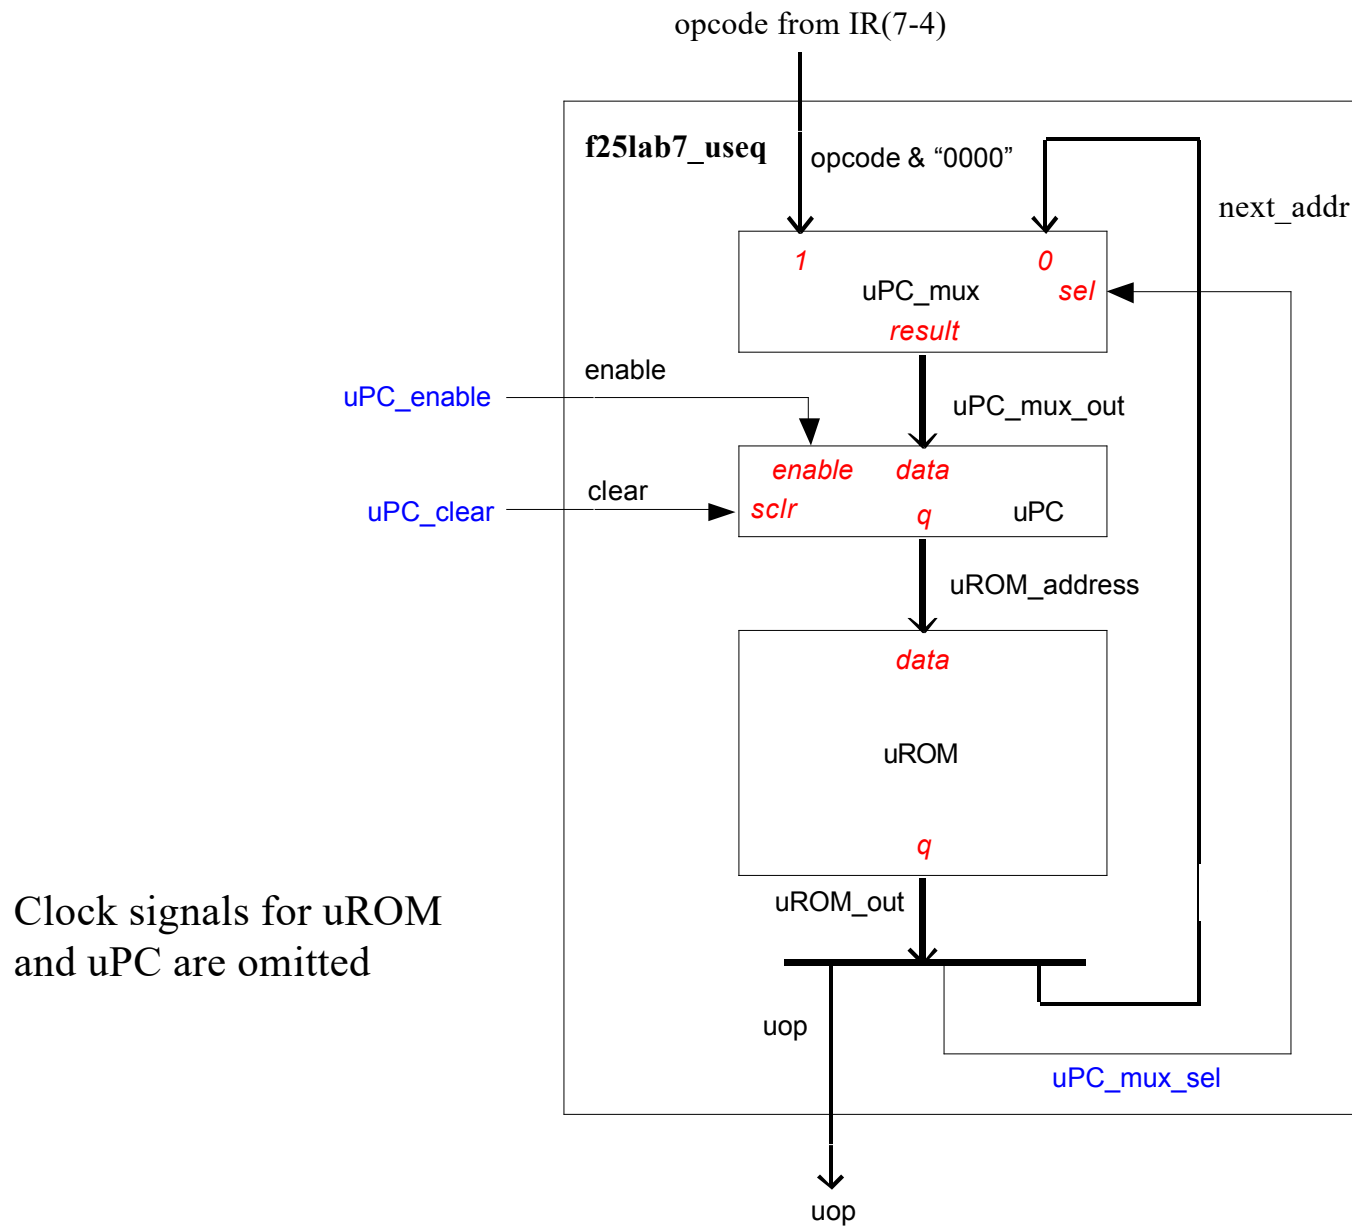 opcode from IR(7-4)
f25lab7_useq
opcode & “0000”
next_addr
1
0
uPC_mux
sel
result
enable
uPC_enable
uPC_mux_out
enable
data
clear
uPC_clear
sclr
q
uPC
uROM_address
data
uROM
q
uROM_out
Clock signals for uROM
and uPC are omitted
uop
uPC_mux_sel
uop